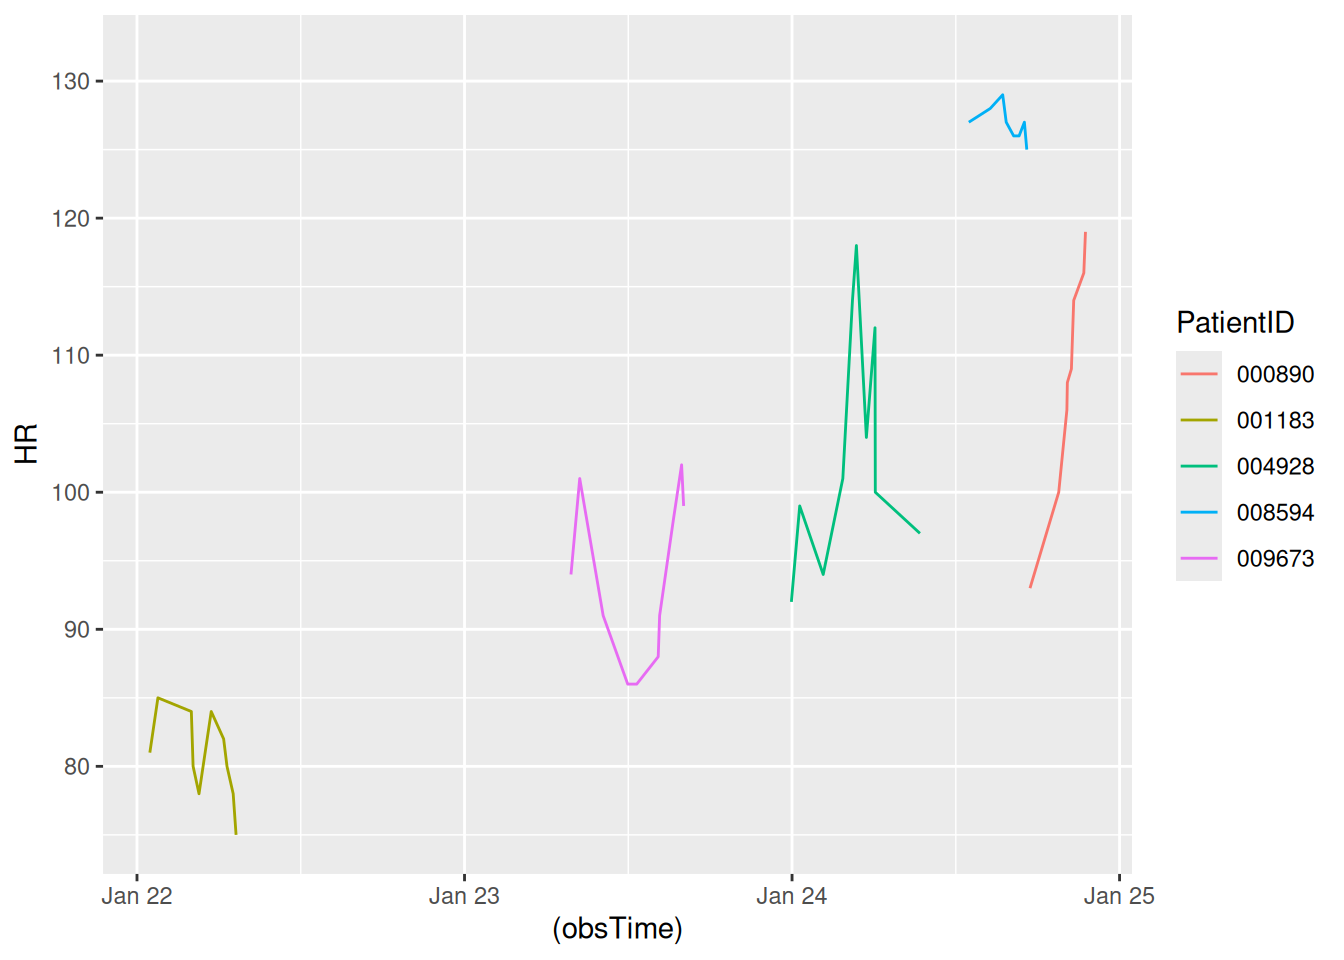 130
120
110
100
90
80
HR
Jan 22
Jan 23
Jan 24
Jan 25
(obsTime)
PatientID
000890
001183
004928
008594
009673